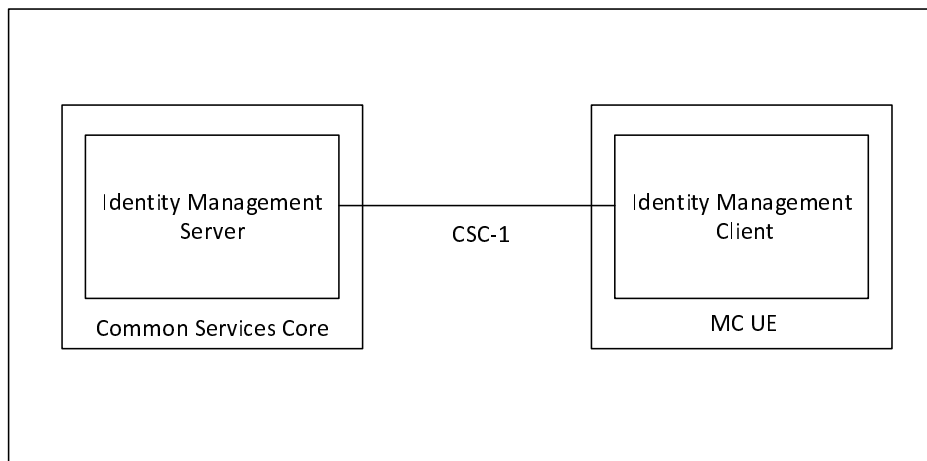 Identity Management
Server
CSC-1
Identity Management
Client
Common Services Core
MC UE